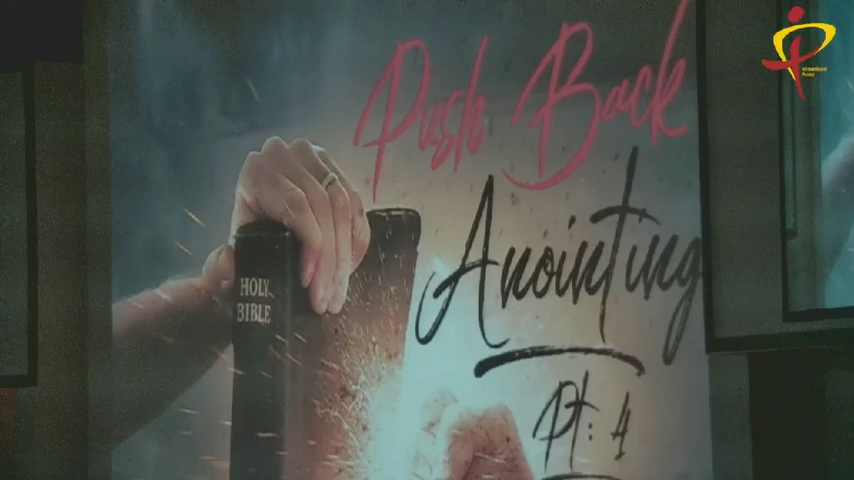 Push Back
Anointing
Pt: 4
HOLY
BIBLE